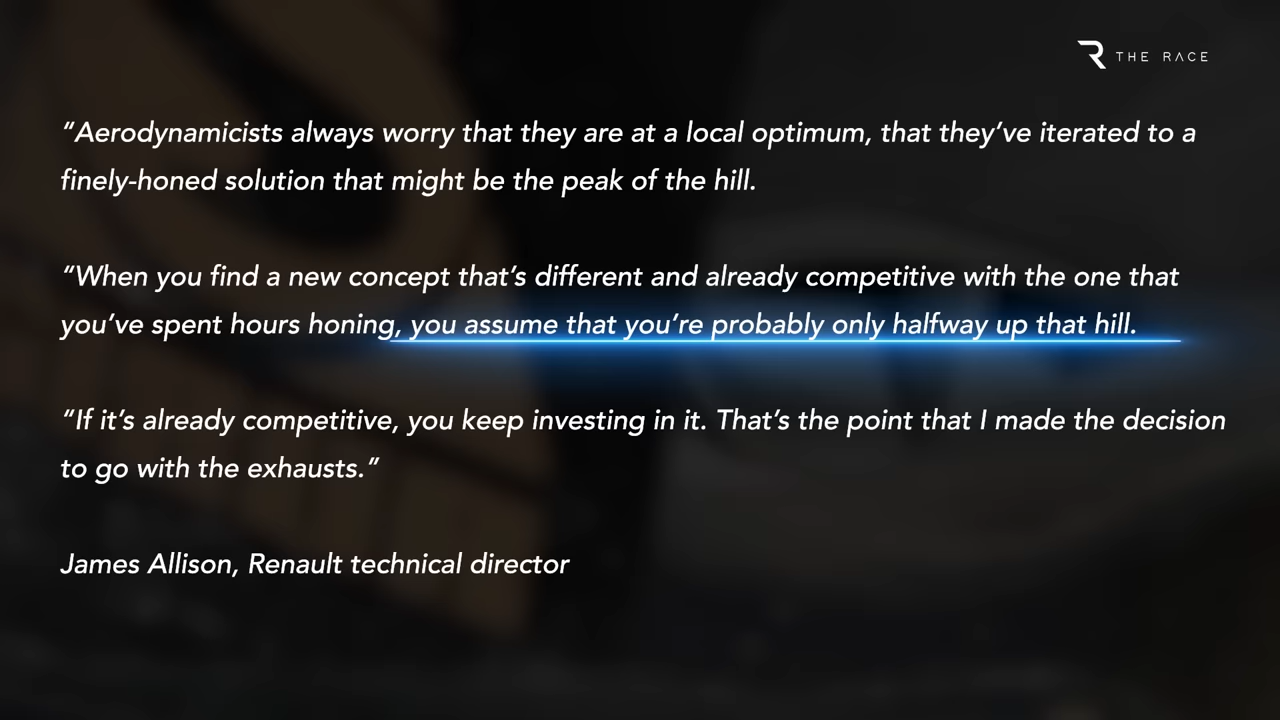 THE RACE
“Aerodynamicists always worry that they are at a local optimum, that they’ve iterated to a
finely-honed solution that might be the peak of the hill.
“When you find a new concept that’s different and already competitive with the one that
you’ve spent hours honing, you assume that you’re probably only halfway up that hill.
“If it’s already competitive, you keep investing in it. That’s the point that I made the decision
to go with the exhausts.”
James Allison, Renault technical director